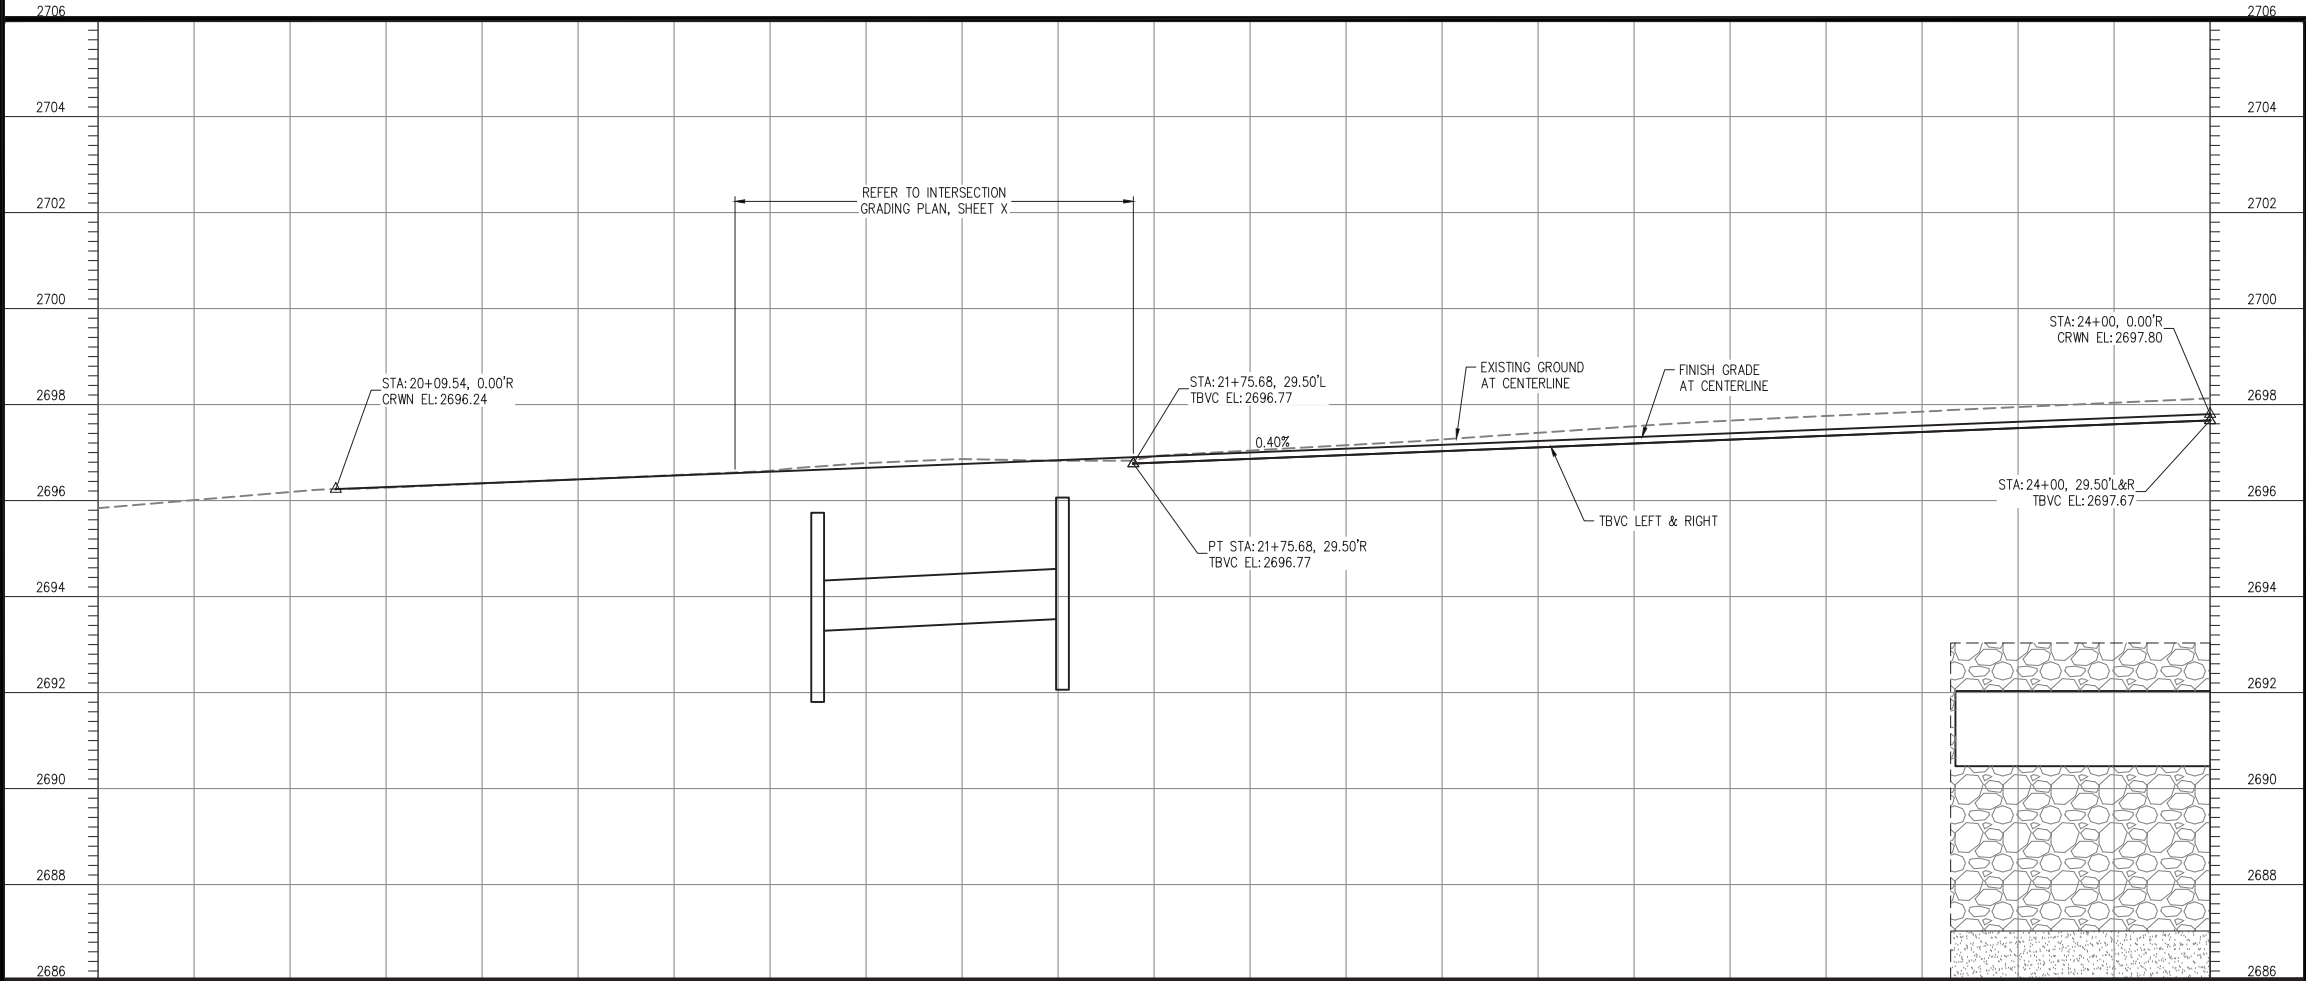 2706
2706
2704
2704
REFER TO INTERSECTION
GRADING PLAN, SHEET X
2702
2702
2700
2700
STA:24+00, 0.00'R
CRWN EL:2697.80
EXISTING GROUND
AT CENTERLINE
FINISH GRADE
AT CENTERLINE
STA:20+09.54, 0.00'R
CRWN EL:2696.24
STA:21+75.68, 29.50'L
TBVC EL:2696.77
2698
2698
0.40%
STA:24+00, 29.50'L&R
TBVC EL:2697.67
2696
2696
TBVC LEFT & RIGHT
PT STA:21+75.68, 29.50'R
TBVC EL:2696.77
2694
2694
2692
2692
2690
2690
2688
2688
2686
2686